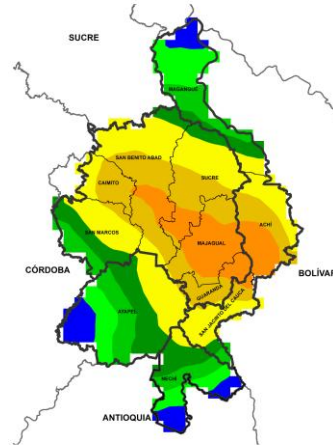 SUCRE
MAGANGUÉ
SAN BENITO ABAD
CAIMITO
SUCRE
SAN MARCOS
ACHÍ
MAJAGUAL
CÓRDOBA
BOLÍVAR
GUARANDA
AYAPEL
SAN JACINTO DEL CAUCA
NECHÍ
ANTIOQUIA